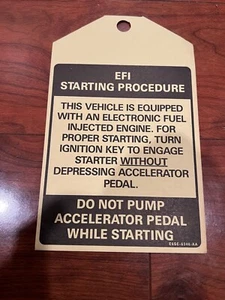 EFI
STARTING PROCEDURE
THIS VEHICLE IS EQUIPPED
WITH AN ELECTRONIC FUEL
INJECTED ENGINE. FOR
PROPER STARTING, TURN
IGNITION KEY TO ENGAGE
STARTER WITHOUT
DEPRESSING ACCELERATOR
PEDAL.
DO NOT PUMP
ACCELERATOR PEDAL
WHILE STARTING